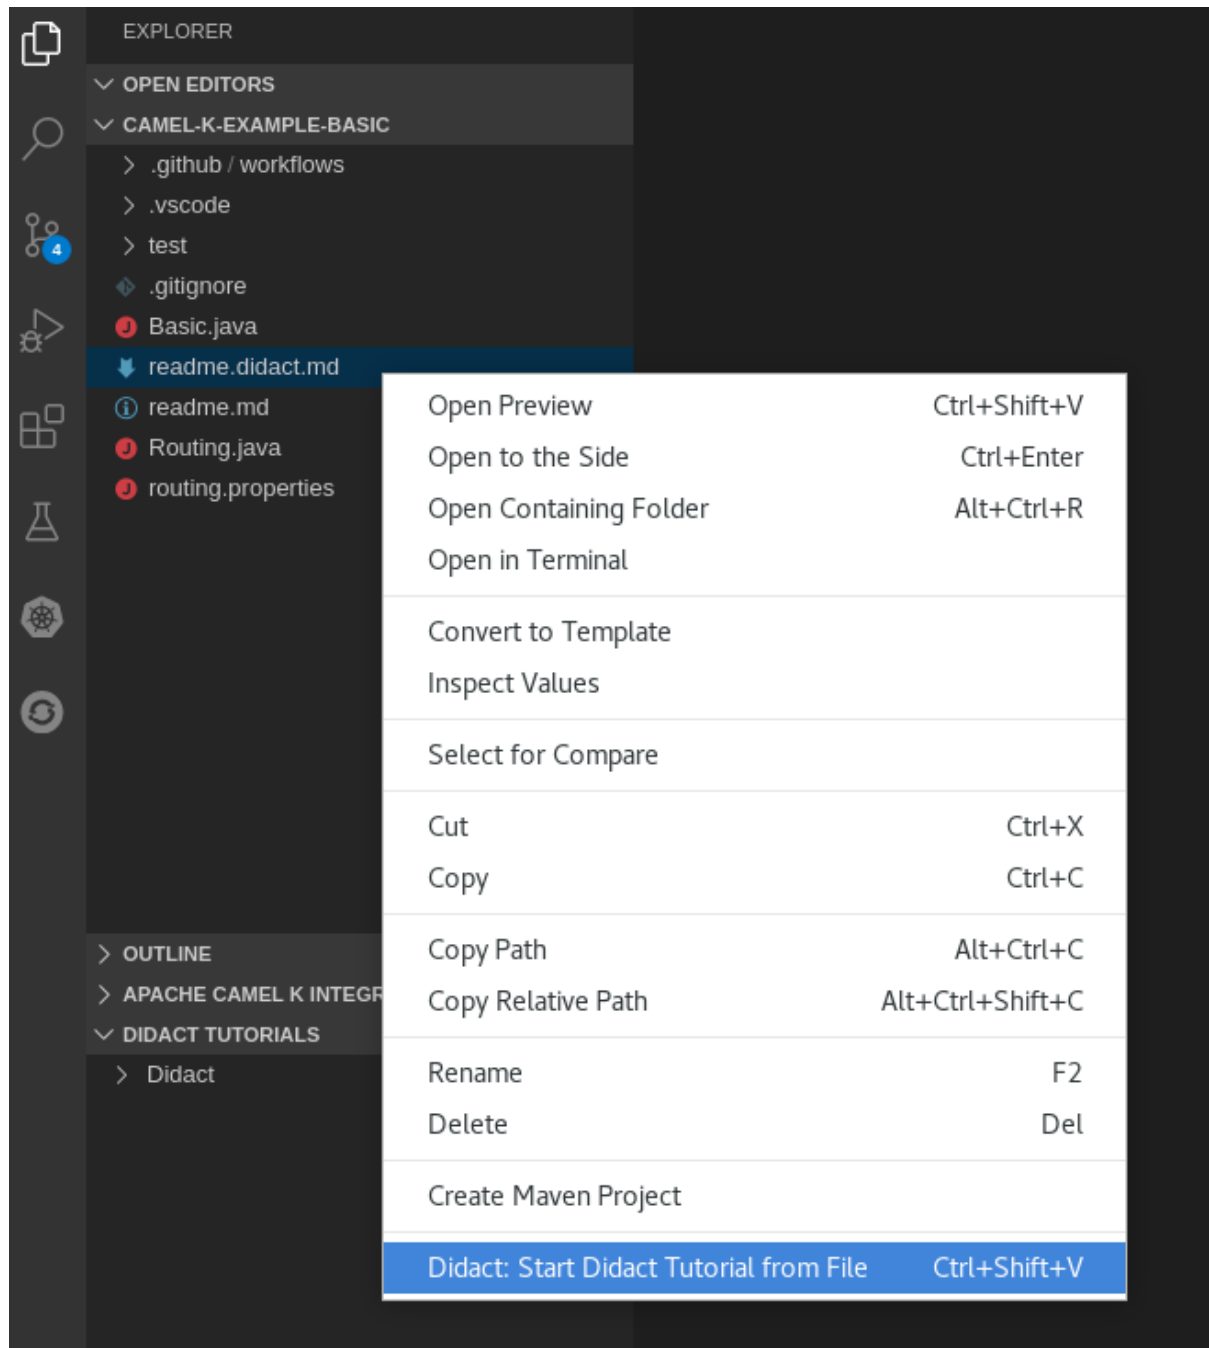 EXPLORER
OPEN EDITORS
CAMEL-K-EXAMPLE-BASIC
.github / workflows
.vscode
test
4
.gitignore
Basic.java
readme.didact.md
readme.md
Routing.java
routing.properties
OUTLINE
APACHE CAMEL K INTEGR
DIDACT TUTORIALS
Didact
Open Preview Ctrl+Shift+V
Open to the Side Ctrl+Enter
Open Containing Folder Alt+Ctrl+R
Open in Terminal
Convert to Template
Inspect Values
Select for Compare
Cut Ctrl+X
Copy Ctrl+C
Copy Path Alt+Ctrl+C
Copy Relative Path Alt+Ctrl+Shift+C
Rename F2
Delete Del
Create Maven Project
Didact: Start Didact Tutorial from File Ctrl+Shift+V